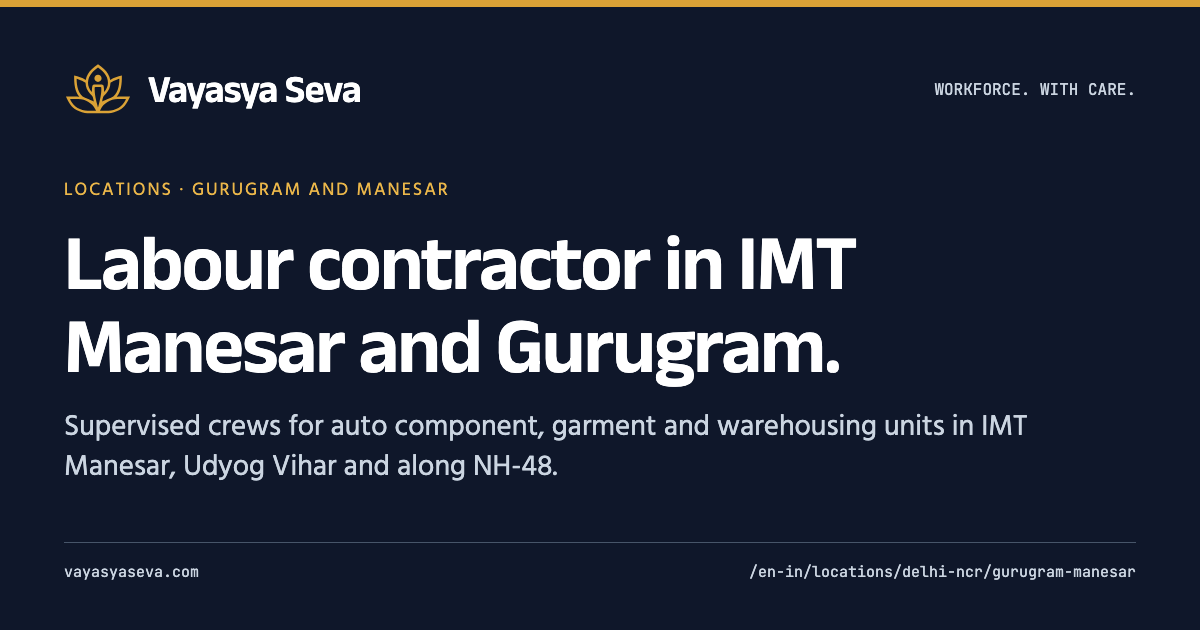 Vayasya Seva
WORKFORCE. WITH CARE.
LOCATIONS · GURUGRAM AND MANESAR
Labour contractor in IMT
Manesar and Gurugram.
Supervised crews for auto component, garment and warehousing units in IMT
Manesar, Udyog Vihar and along NH-48.
vayasyaseva.com
/en-in/locations/delhi-ncr/gurugram-manesar